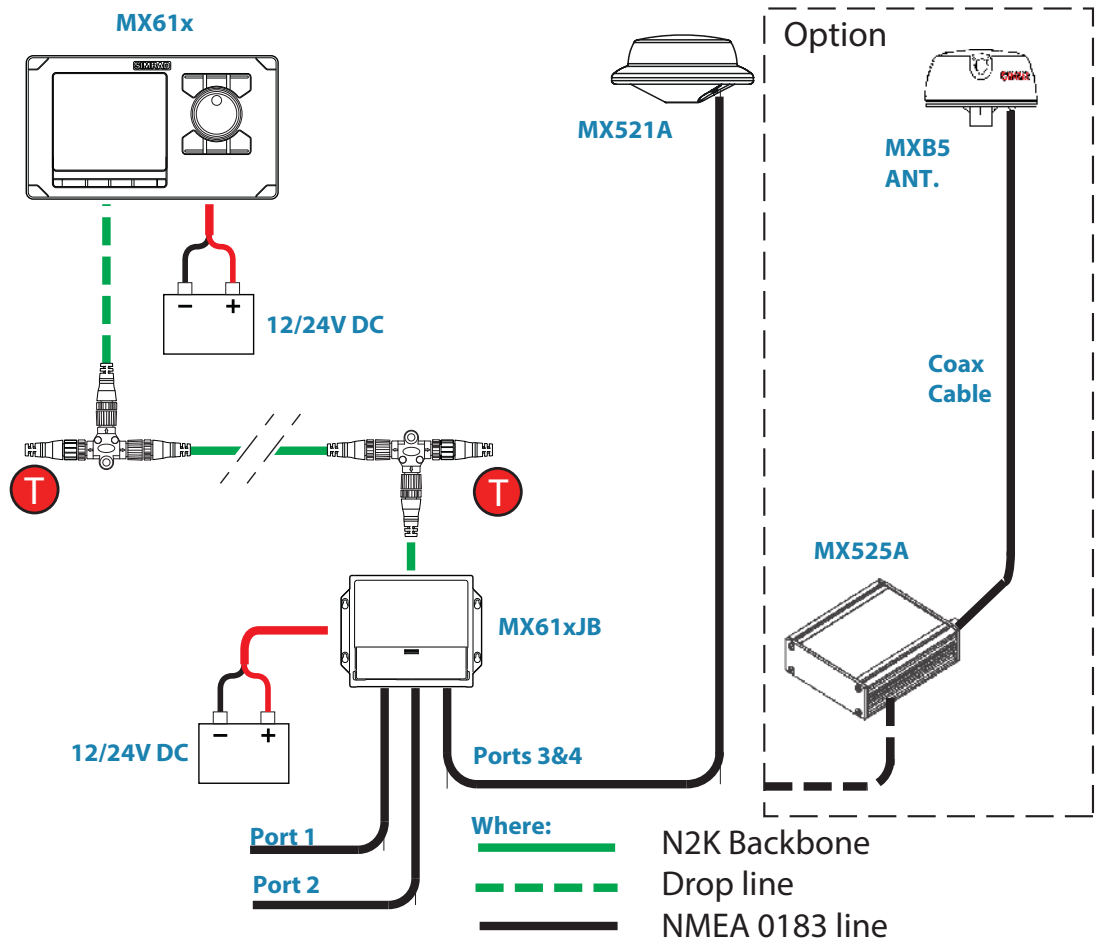 MX61x
SIMRAD
MX521A
Option
MXB5
ANT.
12/24V DC
Coax
Cable
T
T
MX525A
MX61xJB
12/24V DC
Ports 3&4
Port 1
Port 2
Where:
N2K Backbone
Drop line
NMEA 0183 line